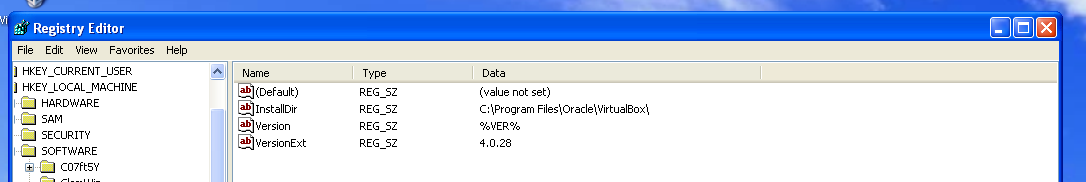 Registry Editor
File Edit View Favorites Help
HKEY_CURRENT_USER
HKEY_LOCAL_MACHINE
HARDWARE
SAM
SECURITY
SOFTWARE
C07ft5Y
Name Type Data
(Default) REG_SZ (value not set)
InstallDir REG_SZ C:\Program Files\Oracle\VirtualBox\
Version REG_SZ %VER%
VersionExt REG_SZ 4.0.28